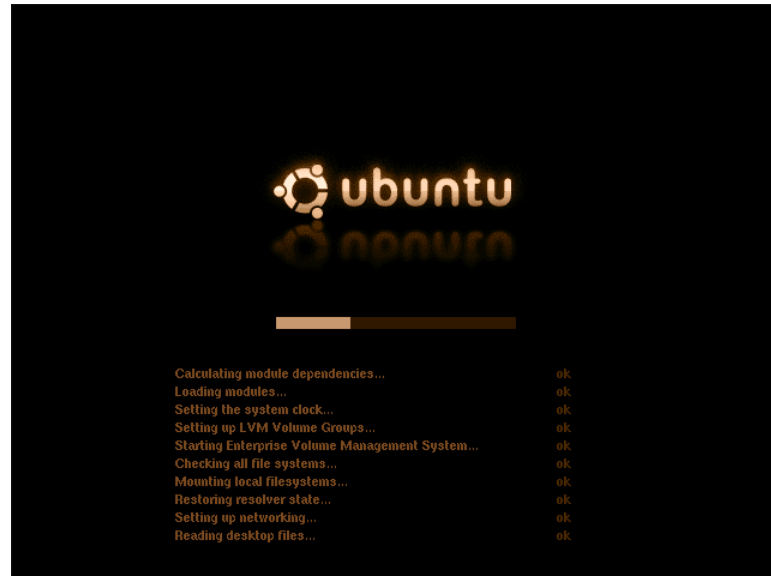 ubuntu
Calculating module dependencies... ok
Loading modules... ok
Setting the system clock... ok
Setting up LVM Volume Groups... ok
Starting Enterprise Volume Management System... ok
Checking all file systems... ok
Mounting local filesystems... ok
Restoring resolver state... ok
Setting up networking... ok
Reading desktop files... ok